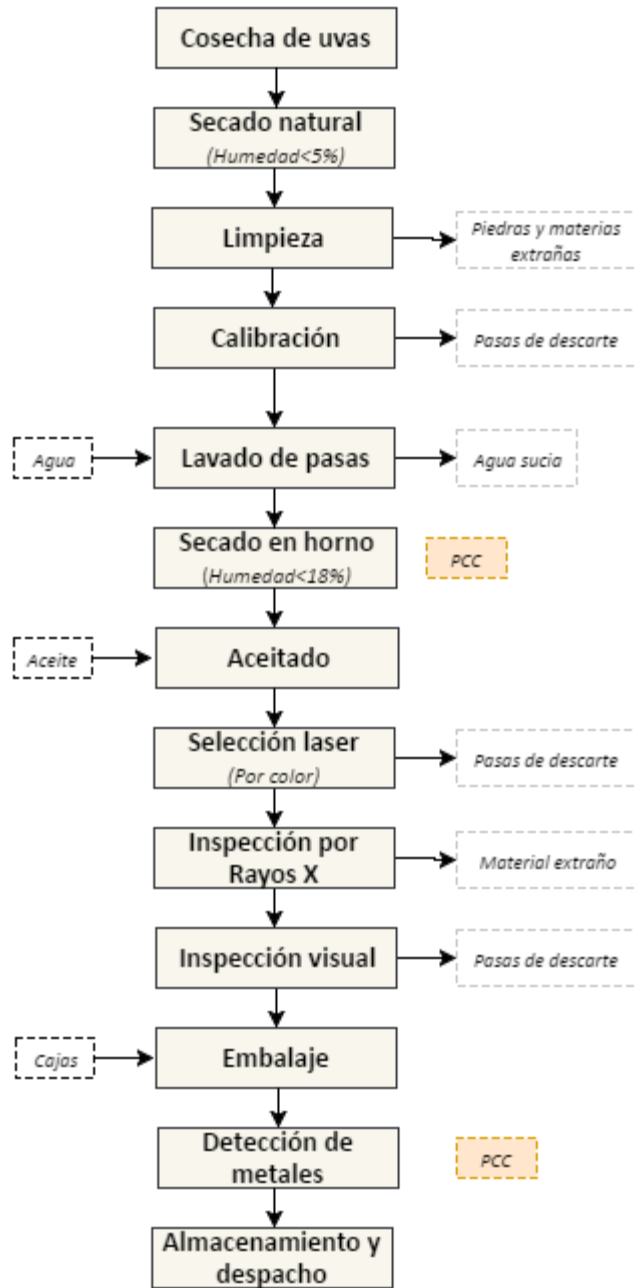 Cosecha de uvas
Secado natural
(Humedad<5%)
Limpieza
Piedras y materias
extrañas
Calibración
Pasas de descarte
Agua
Lavado de pasas
Agua sucia
Secado en horno
(Humedad<18%)
PCC
Aceite
Aceitado
Selección laser
(Por color)
Pasas de descarte
Inspección por
Rayos X
Material extraño
Inspección visual
Pasas de descarte
Cajas
Embalaje
Detección de
metales
PCC
Almacenamiento y
despacho